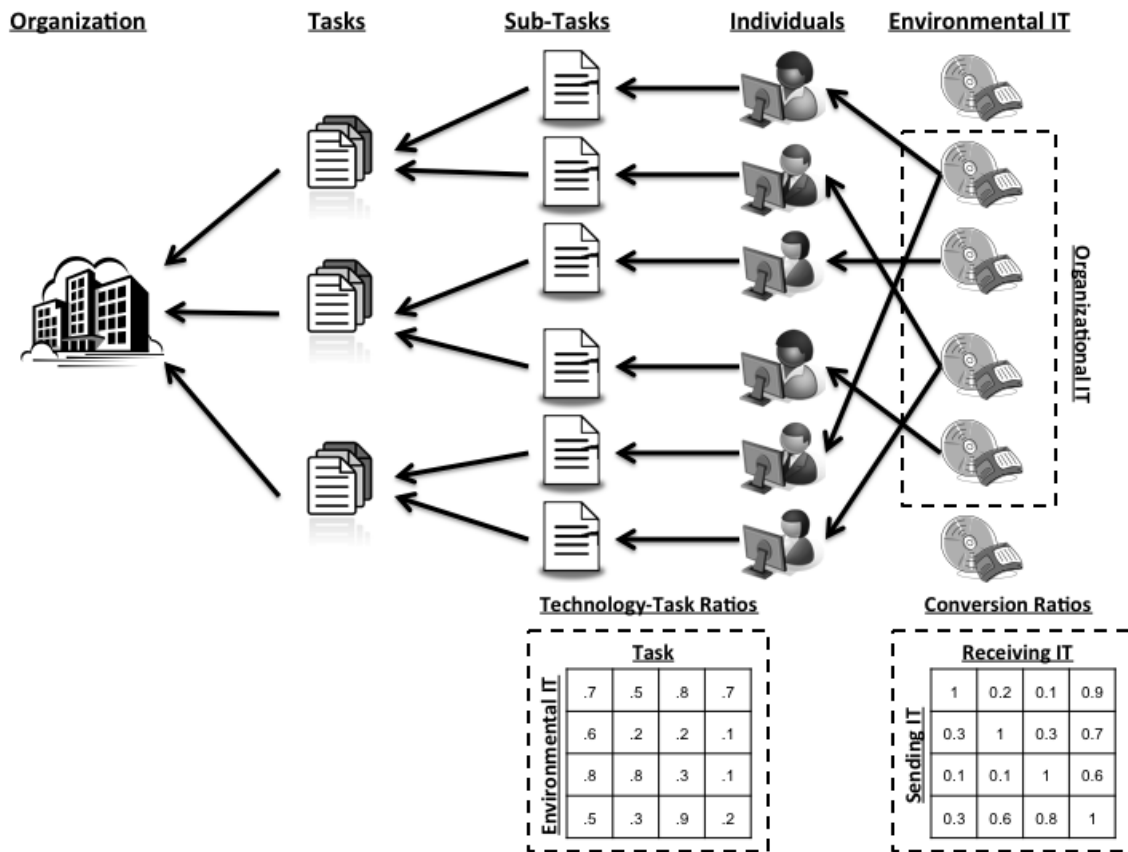 Organization
Tasks
Sub-Tasks
Individuals
Environmental IT
Organizational IT
Technology-Task Ratios
Conversion Ratios
Task
Environmental IT
.7 .5 .8 .7
.6 .2 .2 .1
.8 .8 .3 .1
.5 .3 .9 .2
Receiving IT
Sending IT
1 0.2 0.1 0.9
0.3 1 0.3 0.7
0.1 0.1 1 0.6
0.3 0.6 0.8 1